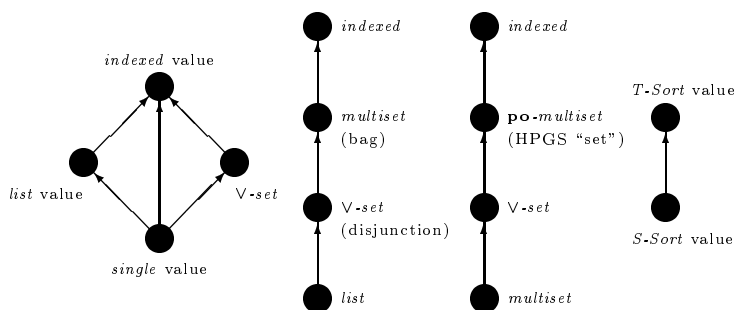 indexed value
list value
∨-set
single value
indexed
multiset
(bag)
∨-set
(disjunction)
list
indexed
po-multiset
(HPGS “set”)
∨-set
multiset
T-Sort value
S-Sort value